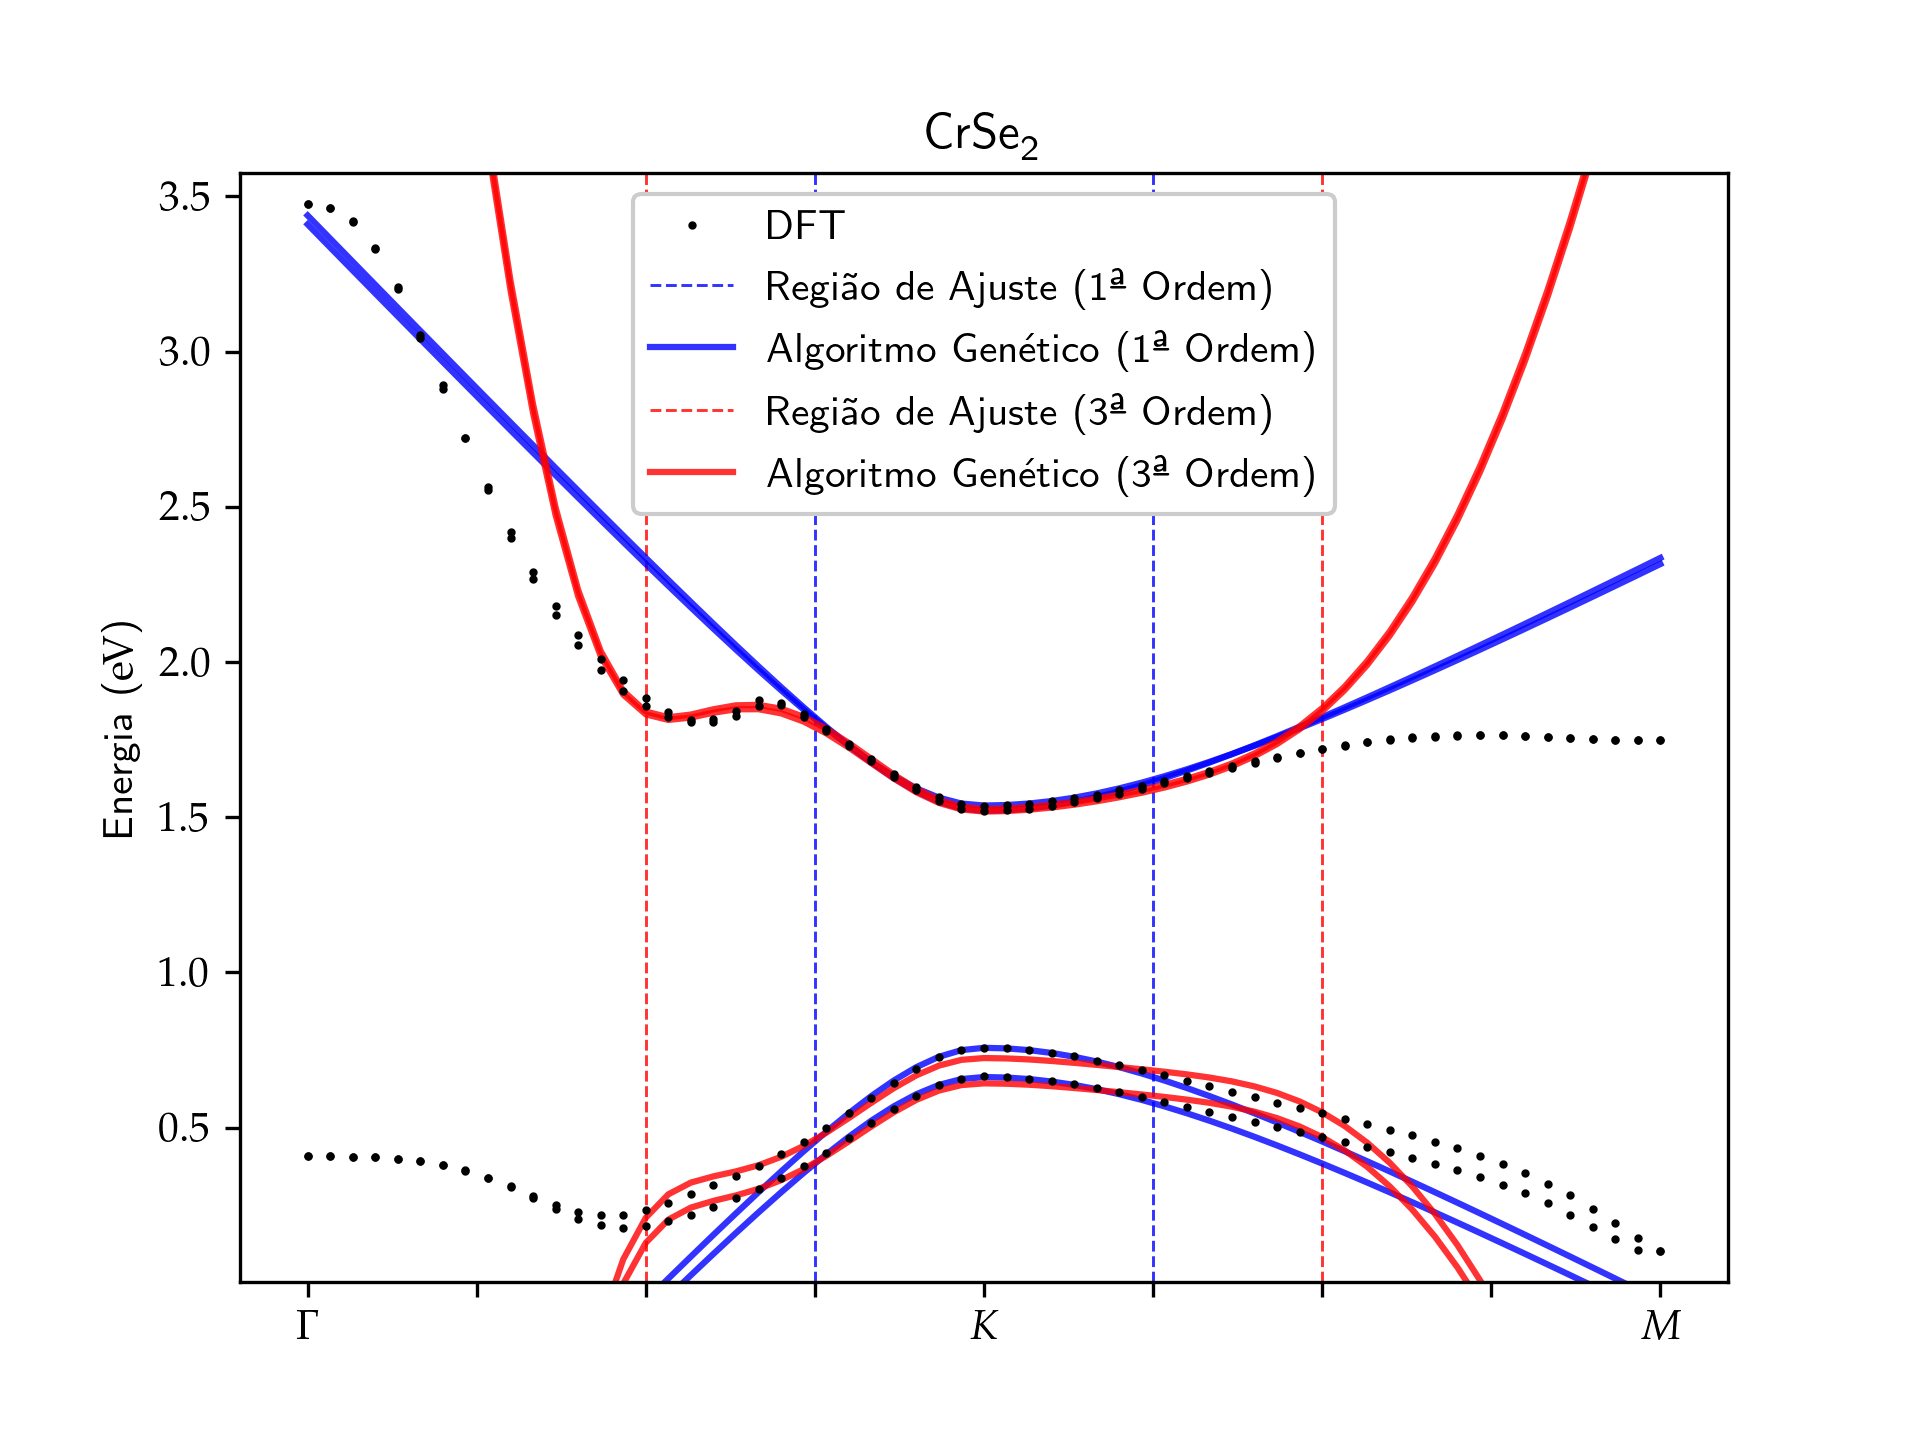 CrSe₂
3.5
3.0
2.5
2.0
1.5
1.0
0.5
Energia (eV)
DFT
Região de Ajuste (1ª Ordem)
Algoritmo Genético (1ª Ordem)
Região de Ajuste (3ª Ordem)
Algoritmo Genético (3ª Ordem)
Γ
K
M